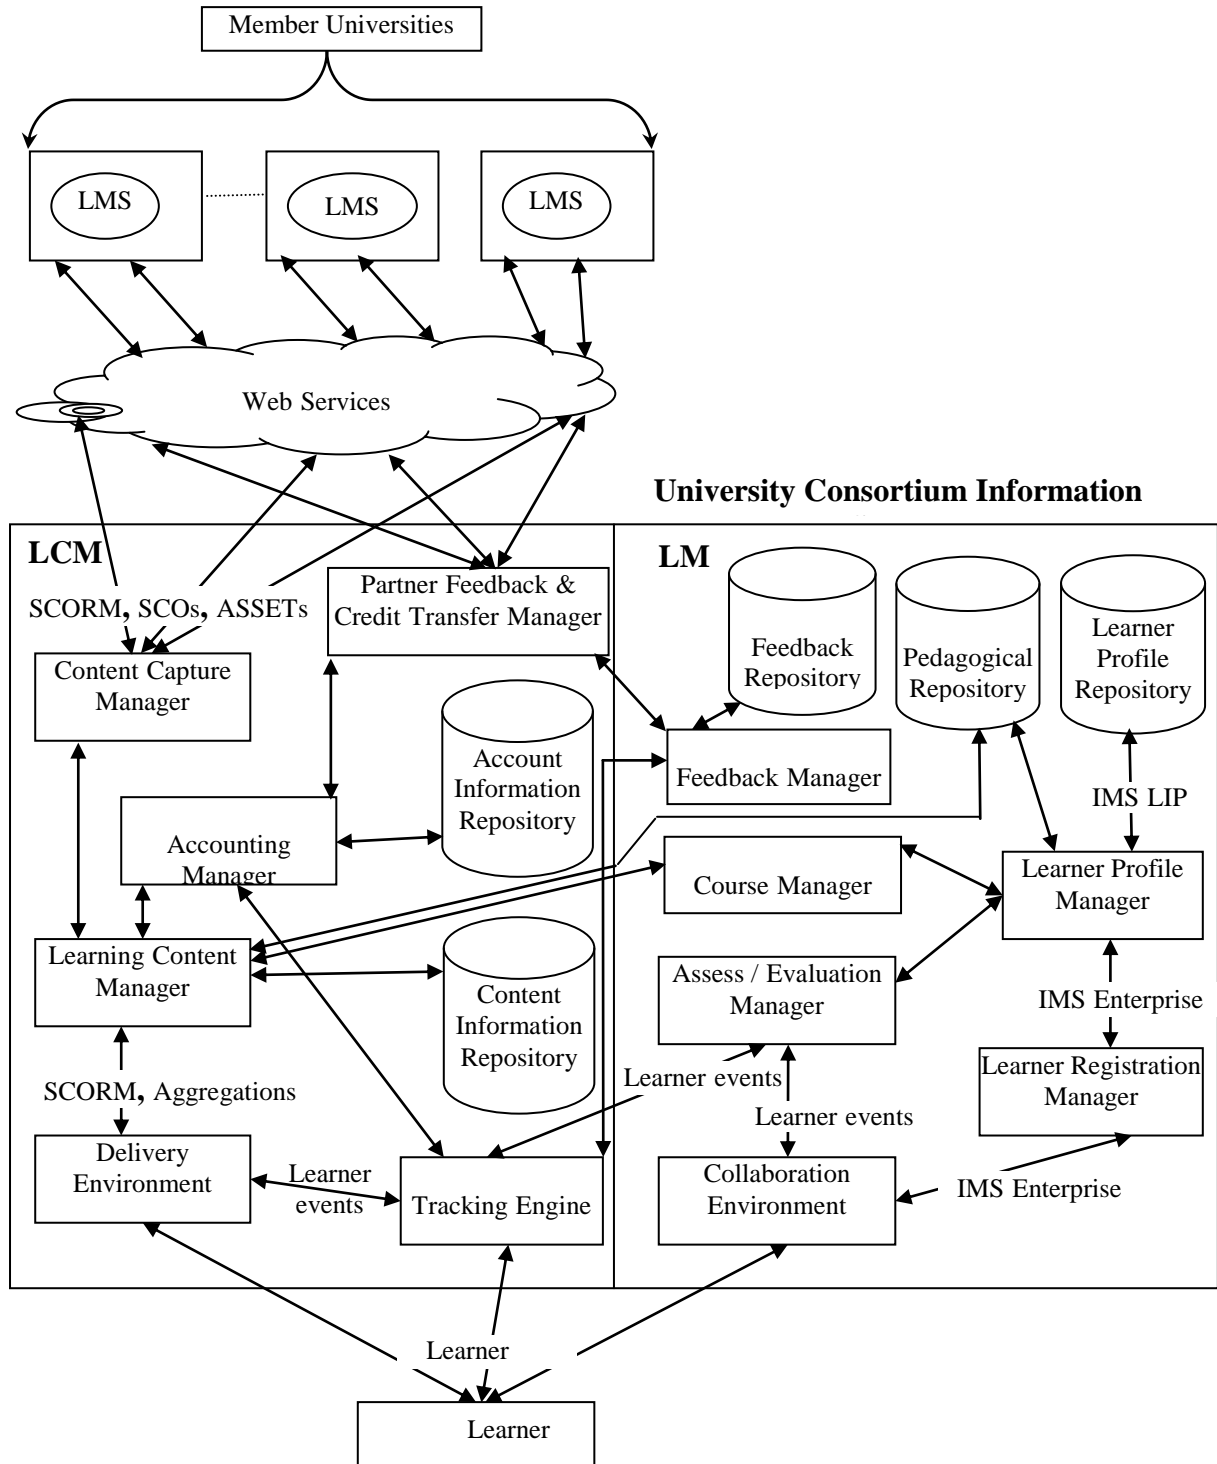 Member Universities
LMS
LMS
LMS
Web Services
University Consortium Information
LCM
LM
Partner Feedback &
Credit Transfer Manager
SCORM, SCOs, ASSETs
Feedback
Repository
Pedagogical
Repository
Learner
Profile
Repository
Content Capture
Manager
Account
Information
Repository
Feedback Manager
IMS LIP
Accounting
Manager
Course Manager
Learner Profile
Manager
Learning Content
Manager
Content
Information
Repository
Assess / Evaluation
Manager
IMS Enterprise
Learner events
Learner Registration
Manager
SCORM, Aggregations
Learner events
Delivery
Environment
Learner
events
Tracking Engine
Collaboration
Environment
IMS Enterprise
Learner
Learner